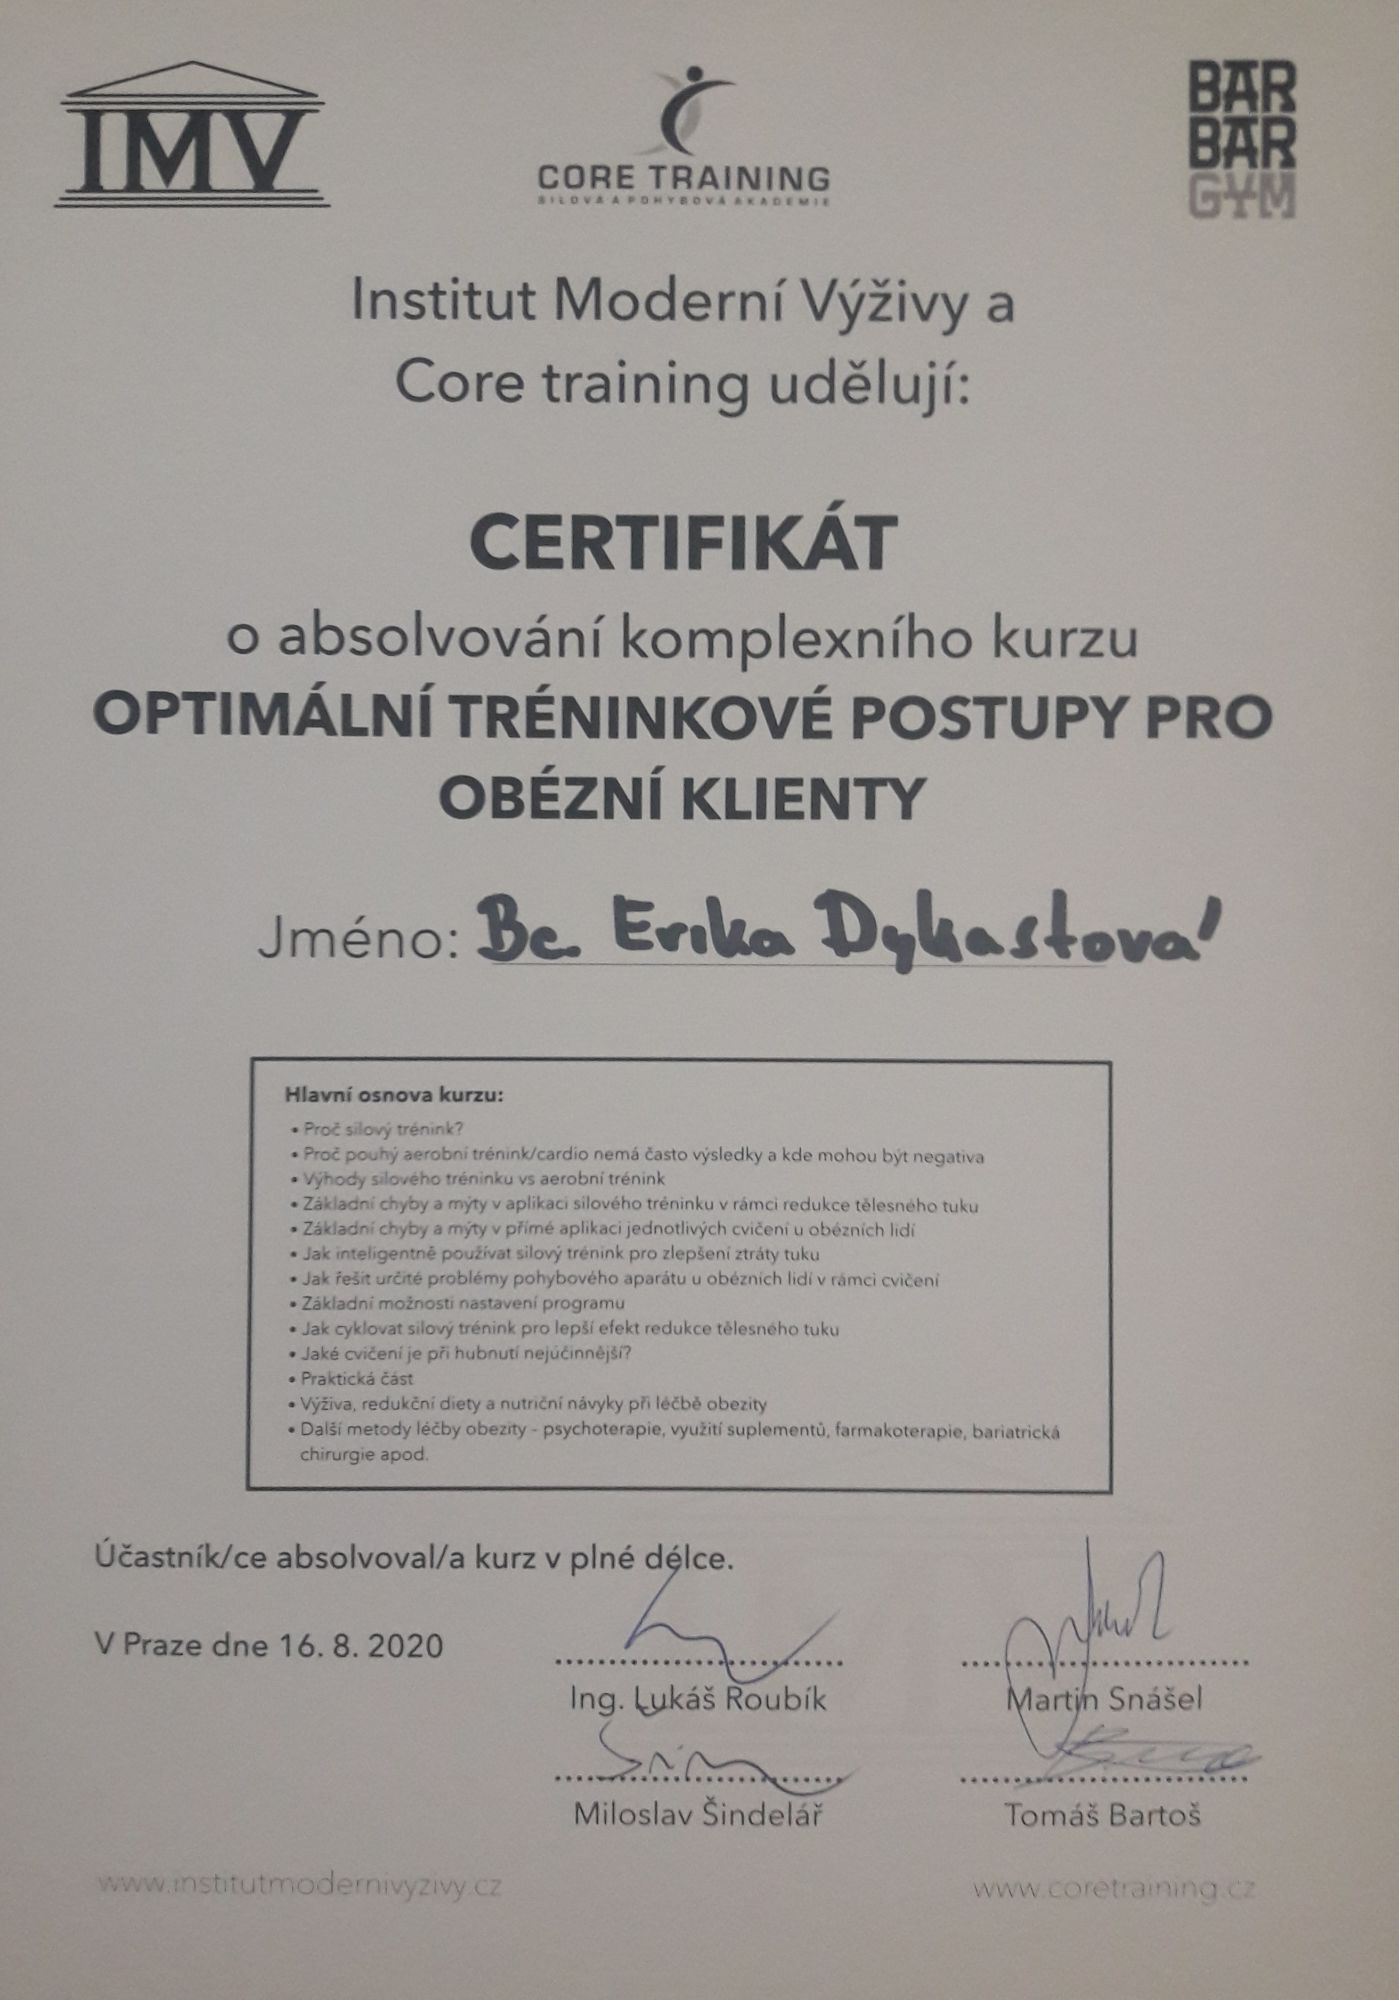 IMV
CORE TRAINING
SILOVÁ A POHYBOVÁ AKADEMIE
BAR
BAR
GYM
Institut Moderní Výživy a
Core training udělují:
CERTIFIKÁT
o absolvování komplexního kurzu
OPTIMÁLNÍ TRÉNINKOVÉ POSTUPY PRO
OBÉZNÍ KLIENTY
Jméno: Bc. Erika Dykastová
Hlavní osnova kurzu:
• Proč silový trénink?
• Proč pouhý aerobní trénink/cardio nemá často výsledky a kde mohou být negativa
• Výhody silového tréninku vs aerobní trénink
• Základní chyby a mýty v aplikaci silového tréninku v rámci redukce tělesného tuku
• Základní chyby a mýty v přímé aplikaci jednotlivých cvičení u obézních lidí
• Jak inteligentně používat silový trénink pro zlepšení ztráty tuku
• Jak řešit určité problémy pohybového aparátu u obézních lidí v rámci cvičení
• Základní možnosti nastavení programu
• Jak cyklovat silový trénink pro lepší efekt redukce tělesného tuku
• Jaké cvičení je při hubnutí nejúčinnější?
• Praktická část
• Výživa, redukční diety a nutriční návyky při léčbě obezity
• Další metody léčby obezity - psychoterapie, využití suplementů, farmakoterapie, bariatrická
chirurgie apod.
Účastník/ce absolvoval/a kurz v plné délce.
V Praze dne 16. 8. 2020
Ing. Lukáš Roubík
Martin Snášel
Miloslav Šindelář
Tomáš Bartoš
www.institutmodernivyzivy.cz
www.coretraining.cz